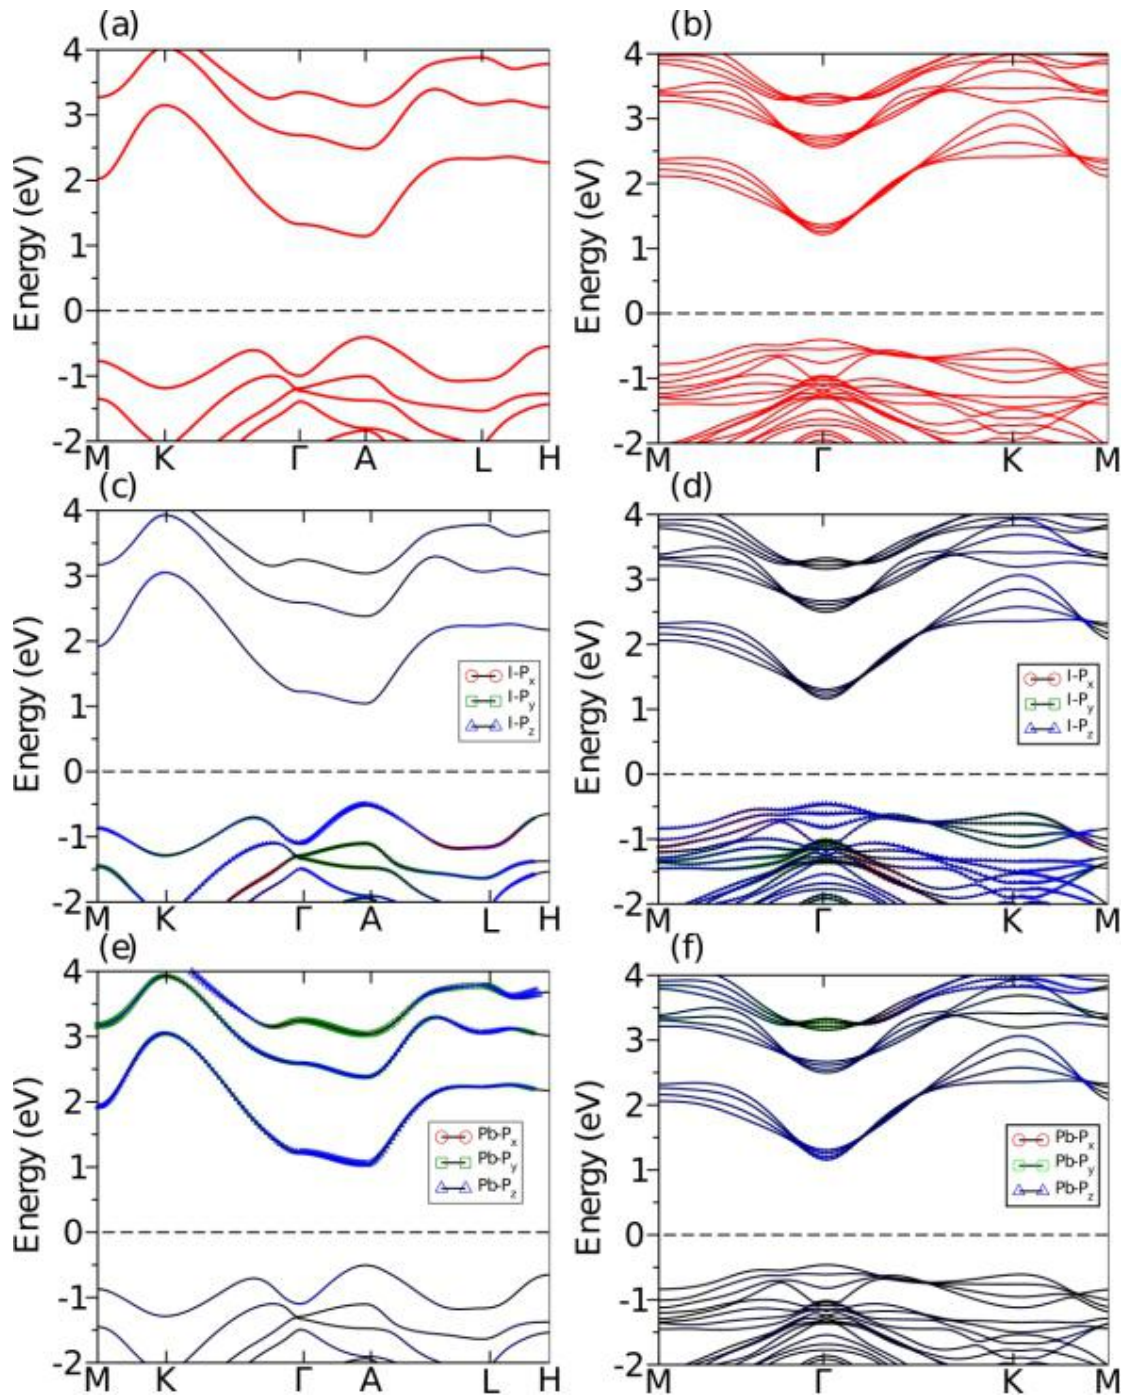 (a)
Energy (eV)
4
3
2
1
0
-1
-2
M K Γ A L H
(b)
Energy (eV)
4
3
2
1
0
-1
-2
M Γ K M
(c)
Energy (eV)
4
3
2
1
0
-1
-2
I-Px
I-Py
I-Pz
M K Γ A L H
(d)
Energy (eV)
4
3
2
1
0
-1
-2
I-Px
I-Py
I-Pz
M Γ K M
(e)
Energy (eV)
4
3
2
1
0
-1
-2
Pb-Px
Pb-Py
Pb-Pz
M K Γ A L H
(f)
Energy (eV)
4
3
2
1
0
-1
-2
Pb-Px
Pb-Py
Pb-Pz
M Γ K M